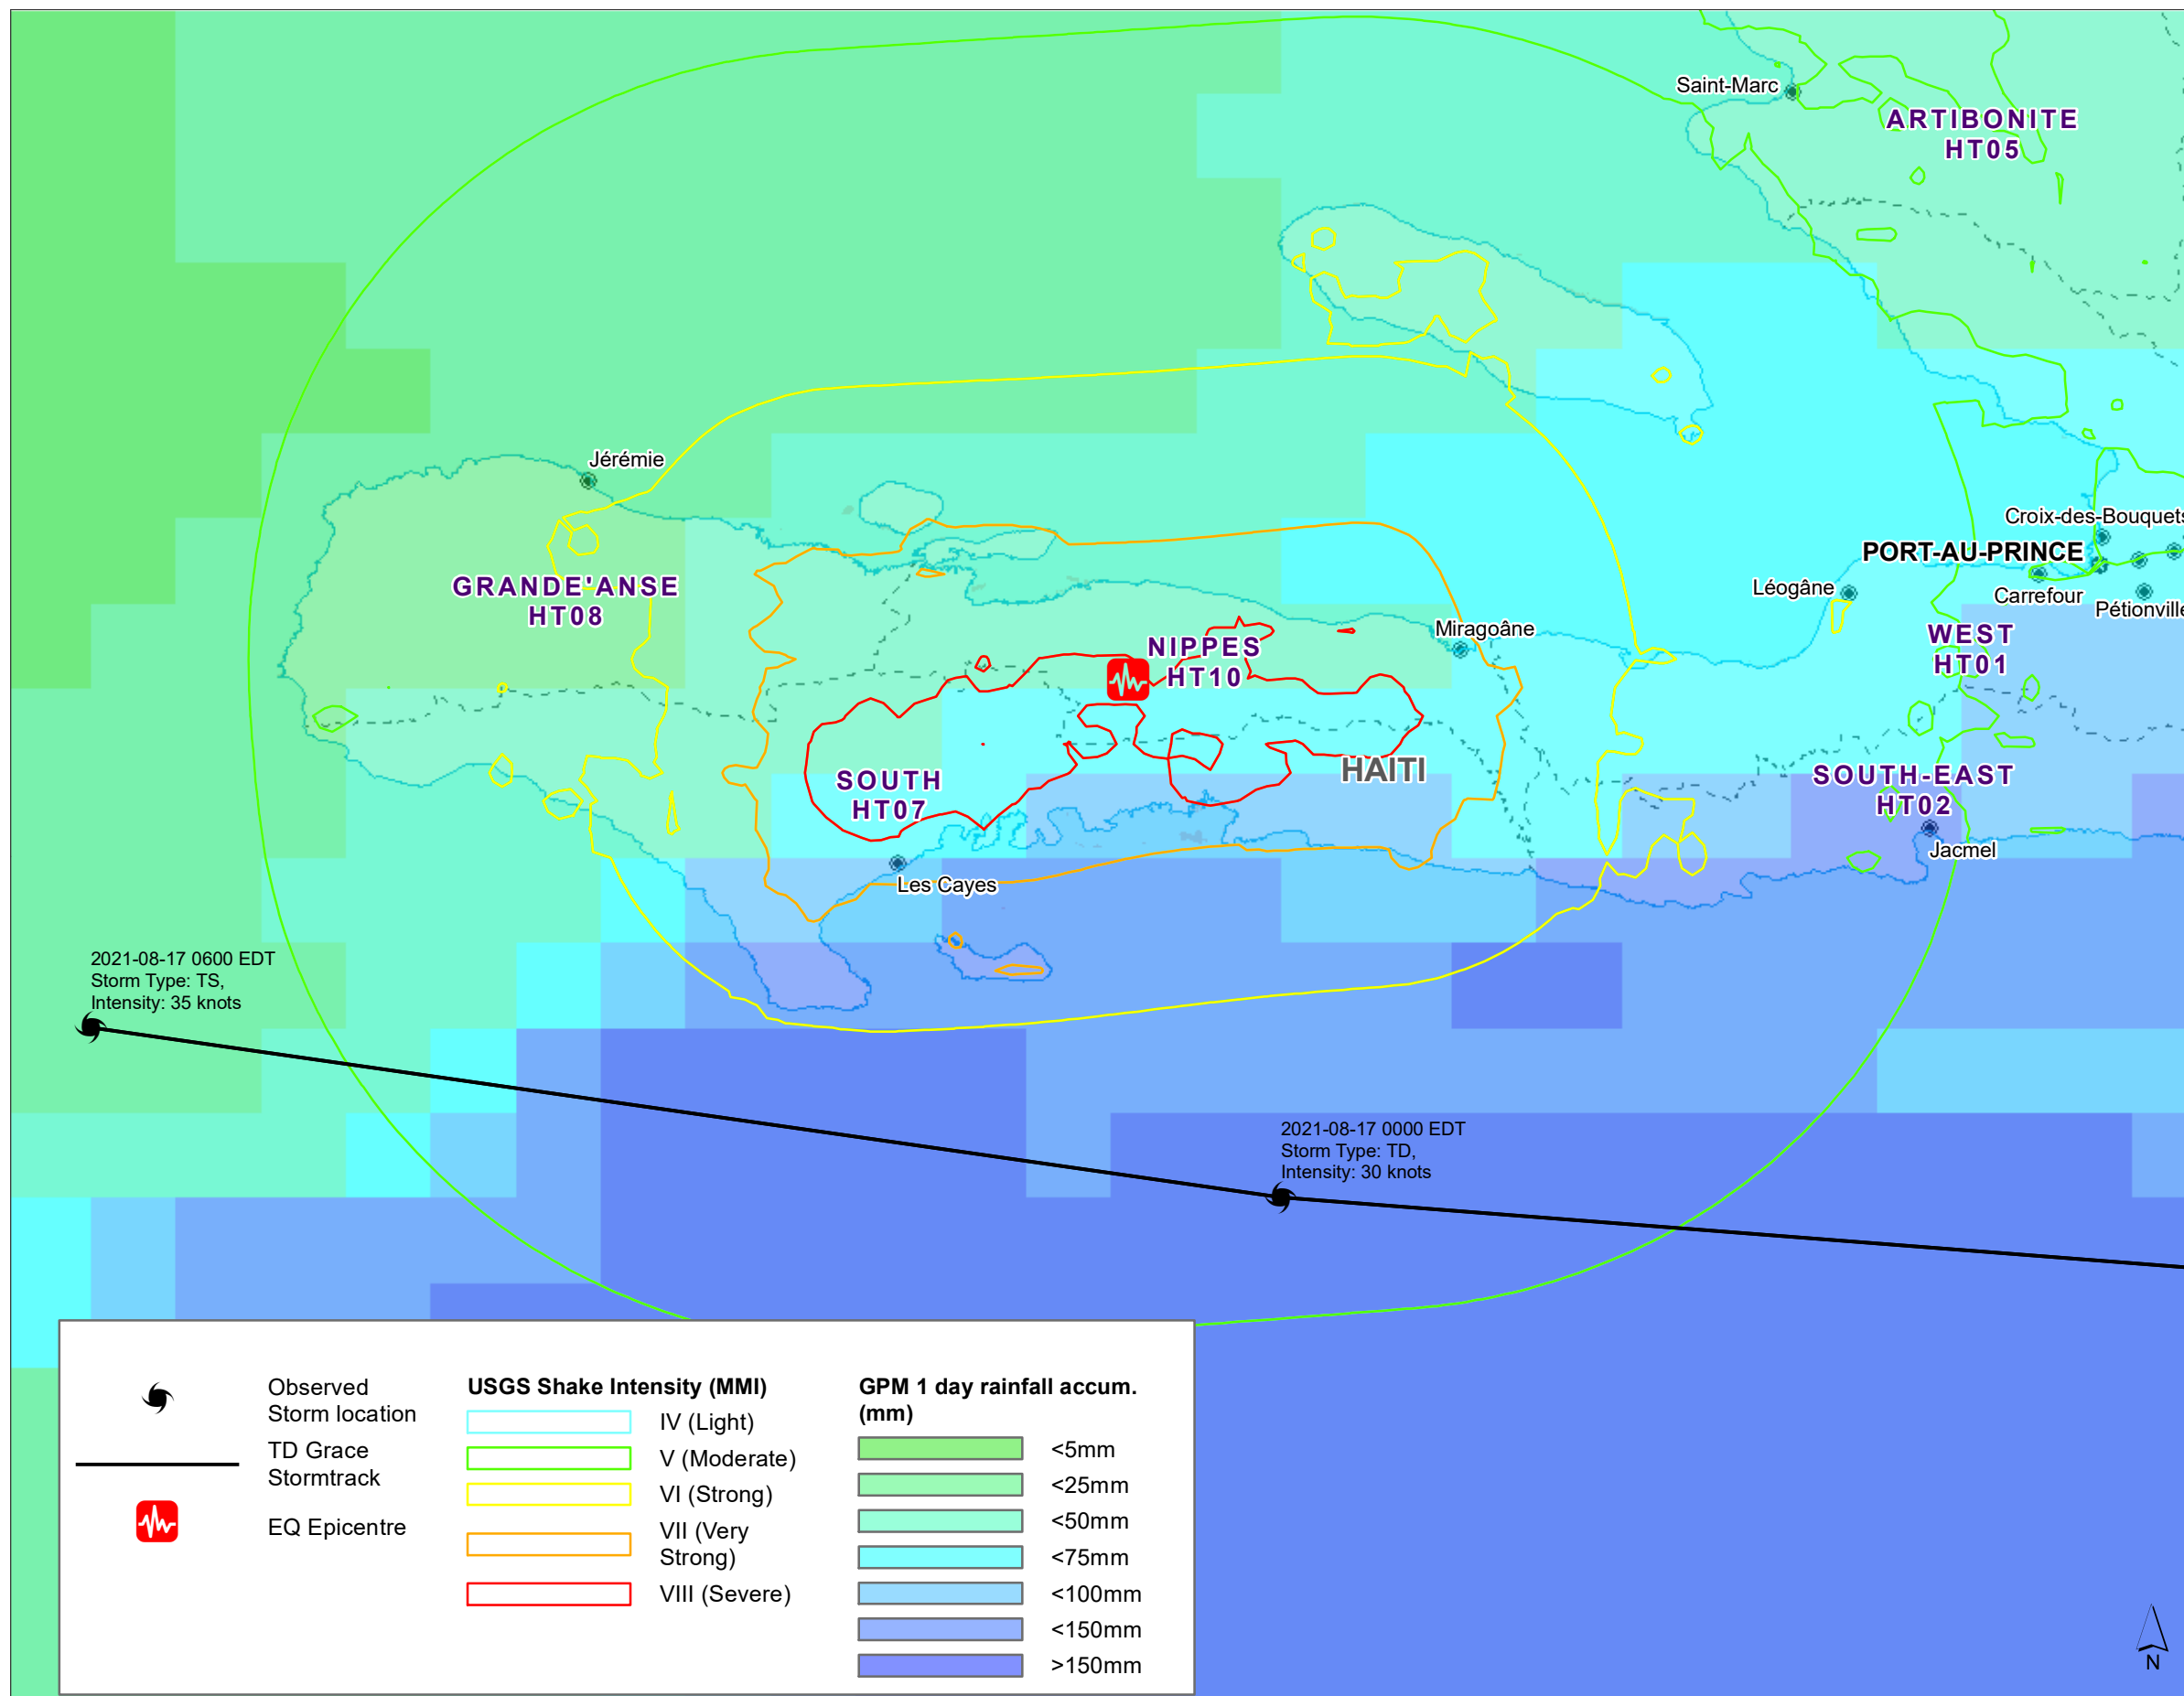 Saint-Marc
ARTIBONITE
HT05
Jérémie
Croix-des-Bouquets
PORT-AU-PRINCE
GRANDE'ANSE
HT08
Léogâne
Carrefour
Pétionville
Miragoâne
NIPPES
HT10
WEST
HT01
SOUTH
HT07
HAITI
SOUTH-EAST
HT02
Jacmel
Les Cayes
2021-08-17 0600 EDT
Storm Type: TS,
Intensity: 35 knots
2021-08-17 0000 EDT
Storm Type: TD,
Intensity: 30 knots
Observed
Storm location
TD Grace
Stormtrack
EQ Epicentre
USGS Shake Intensity (MMI)
IV (Light)
V (Moderate)
VI (Strong)
VII (Very
Strong)
VIII (Severe)
GPM 1 day rainfall accum.
(mm)
<5mm
<25mm
<50mm
<75mm
<100mm
<150mm
>150mm
N